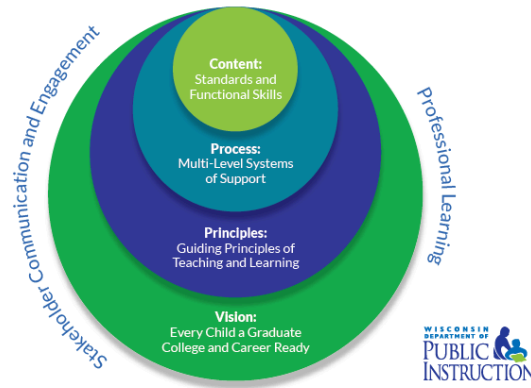 Stakeholder Communication and Engagement
Professional Learning
Content:
Standards and
Functional Skills
Process:
Multi-Level Systems
of Support
Principles:
Guiding Principles of
Teaching and Learning
Vision:
Every Child a Graduate
College and Career Ready
WISCONSIN
DEPARTMENT OF
PUBLIC
INSTRUCTION